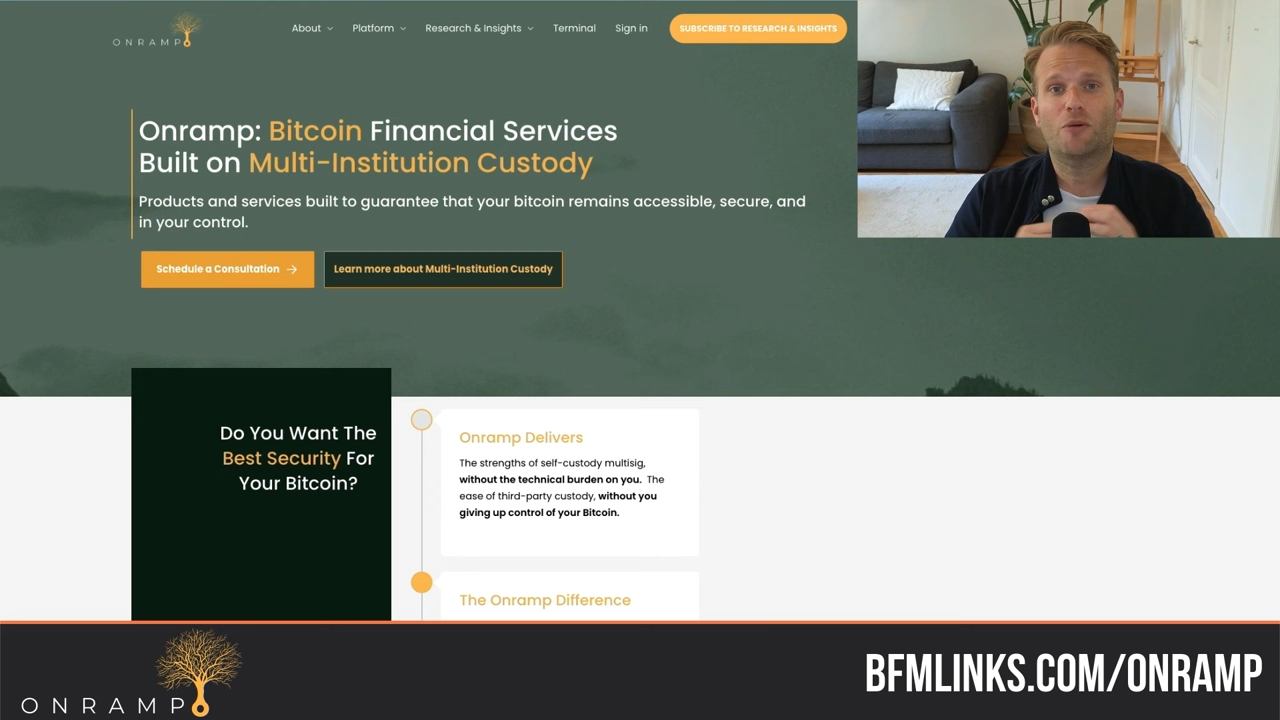 ONRAMP
About
Platform
Research & Insights
Terminal
Sign in
SUBSCRIBE TO RESEARCH & INSIGHTS
Onramp: Bitcoin Financial Services
Built on Multi-Institution Custody
Products and services built to guarantee that your bitcoin remains accessible, secure, and
in your control.
Schedule a Consultation
Learn more about Multi-Institution Custody
Do You Want The
Best Security For
Your Bitcoin?
Onramp Delivers
The strengths of self-custody multisig,
without the technical burden on you. The
ease of third-party custody, without you
giving up control of your Bitcoin.
The Onramp Difference
ONRAMP
BFMLINKS.COM/ONRAMP